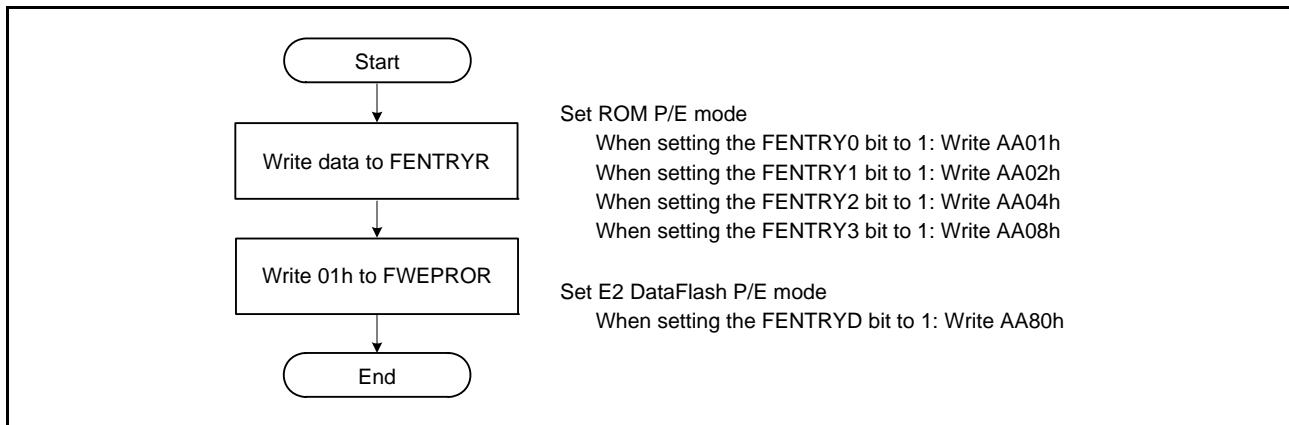 Start
Write data to FENTRYR
Write 01h to FWEPROR
End
Set ROM P/E mode
When setting the FENTRY0 bit to 1: Write AA01h
When setting the FENTRY1 bit to 1: Write AA02h
When setting the FENTRY2 bit to 1: Write AA04h
When setting the FENTRY3 bit to 1: Write AA08h
Set E2 DataFlash P/E mode
When setting the FENTRYD bit to 1: Write AA80h